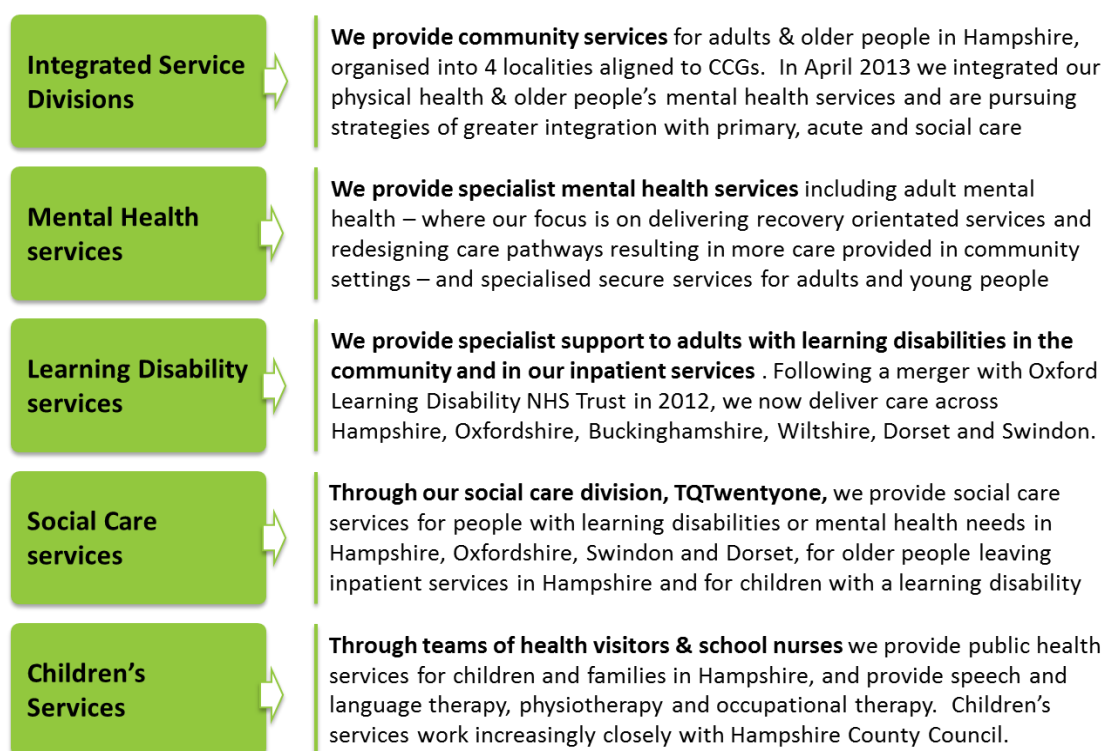 Integrated Service
Divisions
We provide community services for adults & older people in Hampshire,
organised into 4 localities aligned to CCGs.  In April 2013 we integrated our
physical health & older people's mental health services and are pursuing
strategies of greater integration with primary, acute and social care
Mental Health
services
We provide specialist mental health services including adult mental
health – where our focus is on delivering recovery orientated services and
redesigning care pathways resulting in more care provided in community
settings – and specialised secure services for adults and young people
Learning Disability
services
We provide specialist support to adults with learning disabilities in the
community and in our inpatient services . Following a merger with Oxford
Learning Disability NHS Trust in 2012, we now deliver care across
Hampshire, Oxfordshire, Buckinghamshire, Wiltshire, Dorset and Swindon.
Social Care
services
Through our social care division, TQTwentyone, we provide social care
services for people with learning disabilities or mental health needs in
Hampshire, Oxfordshire, Swindon and Dorset, for older people leaving
inpatient services in Hampshire and for children with a learning disability
Children's
Services
Through teams of health visitors & school nurses we provide public health
services for children and families in Hampshire, and provide speech and
language therapy, physiotherapy and occupational therapy.  Children's
services work increasingly closely with Hampshire County Council.